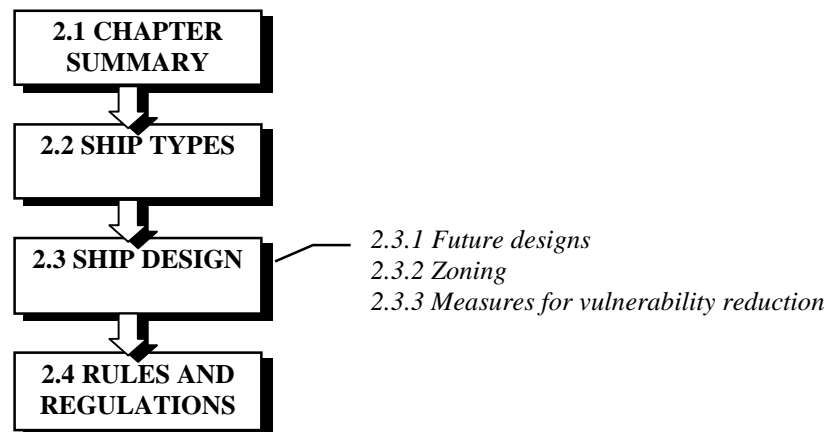 2.1 CHAPTER
SUMMARY
2.2 SHIP TYPES
2.3 SHIP DESIGN
2.3.1 Future designs
2.3.2 Zoning
2.3.3 Measures for vulnerability reduction
2.4 RULES AND
REGULATIONS